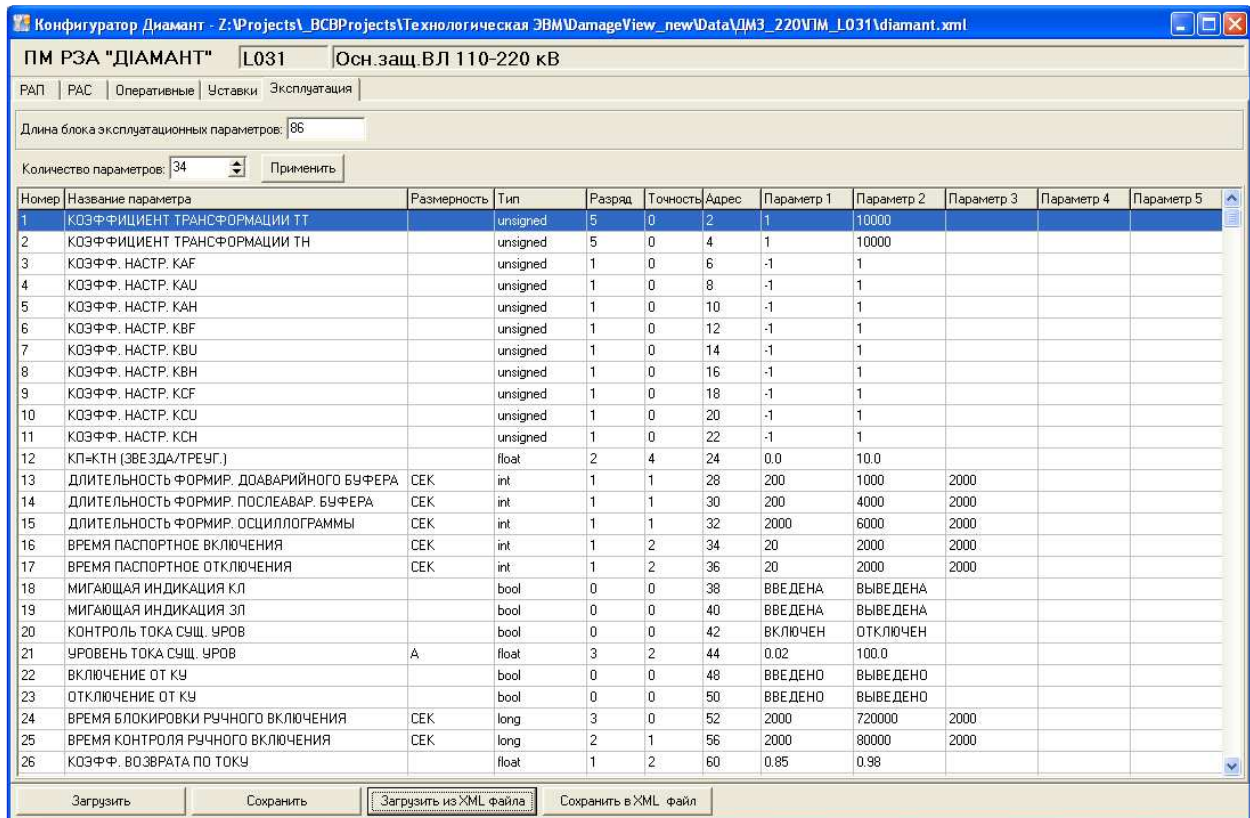 Конфигуратор Диамант - Z:\Projects\_BCBProjects\Технологическая ЭВМ\DamageView_new\Data\ДМЗ_220\ПМ_L031\diamant.xml
ПМ РЗА "ДІАМАНТ" L031 Осн.защ.ВЛ 110-220 кВ
РАП РАС Оперативные Уставки Эксплуатация
Длина блока эксплуатационных параметров: 86
Количество параметров: 34 Применить
Номер Название параметра Размерность Тип Разряд Точность Адрес Параметр 1 Параметр 2 Параметр 3 Параметр 4 Параметр 5
1 КОЭФФИЦИЕНТ ТРАНСФОРМАЦИИ ТТ unsigned 5 0 2 1 10000
2 КОЭФФИЦИЕНТ ТРАНСФОРМАЦИИ ТН unsigned 5 0 4 1 10000
3 КОЭФФ. НАСТР. KAF unsigned 1 0 6 -1 1
4 КОЭФФ. НАСТР. KAU unsigned 1 0 8 -1 1
5 КОЭФФ. НАСТР. KAH unsigned 1 0 10 -1 1
6 КОЭФФ. НАСТР. KBF unsigned 1 0 12 -1 1
7 КОЭФФ. НАСТР. KBU unsigned 1 0 14 -1 1
8 КОЭФФ. НАСТР. KBH unsigned 1 0 16 -1 1
9 КОЭФФ. НАСТР. KCF unsigned 1 0 18 -1 1
10 КОЭФФ. НАСТР. KCU unsigned 1 0 20 -1 1
11 КОЭФФ. НАСТР. KCH unsigned 1 0 22 -1 1
12 КП=КТН (ЗВЕЗДА/ТРЕУГ.) float 2 4 24 0.0 10.0
13 ДЛИТЕЛЬНОСТЬ ФОРМИР. ДОАВАРИЙНОГО БУФЕРА СЕК int 1 1 28 200 1000 2000
14 ДЛИТЕЛЬНОСТЬ ФОРМИР. ПОСЛЕАВАР. БУФЕРА СЕК int 1 1 30 200 4000 2000
15 ДЛИТЕЛЬНОСТЬ ФОРМИР. ОСЦИЛЛОГРАММЫ СЕК int 1 1 32 2000 6000 2000
16 ВРЕМЯ ПАСПОРТНОЕ ВКЛЮЧЕНИЯ СЕК int 1 2 34 20 2000 2000
17 ВРЕМЯ ПАСПОРТНОЕ ОТКЛЮЧЕНИЯ СЕК int 1 2 36 20 2000 2000
18 МИГАЮЩАЯ ИНДИКАЦИЯ КЛ bool 0 0 38 ВВЕДЕНА ВЫВЕДЕНА
19 МИГАЮЩАЯ ИНДИКАЦИЯ ЗЛ bool 0 0 40 ВВЕДЕНА ВЫВЕДЕНА
20 КОНТРОЛЬ ТОКА СУЩ. УРОВ bool 0 0 42 ВКЛЮЧЕН ОТКЛЮЧЕН
21 УРОВЕНЬ ТОКА СУЩ. УРОВ А float 3 2 44 0.02 100.0
22 ВКЛЮЧЕНИЕ ОТ КУ bool 0 0 48 ВВЕДЕНО ВЫВЕДЕНО
23 ОТКЛЮЧЕНИЕ ОТ КУ bool 0 0 50 ВВЕДЕНО ВЫВЕДЕНО
24 ВРЕМЯ БЛОКИРОВКИ РУЧНОГО ВКЛЮЧЕНИЯ СЕК long 3 0 52 2000 720000 2000
25 ВРЕМЯ КОНТРОЛЯ РУЧНОГО ВКЛЮЧЕНИЯ СЕК long 2 1 56 2000 80000 2000
26 КОЭФФ. ВОЗВРАТА ПО ТОКУ float 1 2 60 0.85 0.98
Загрузить Сохранить Загрузить из XML файла Сохранить в XML файл